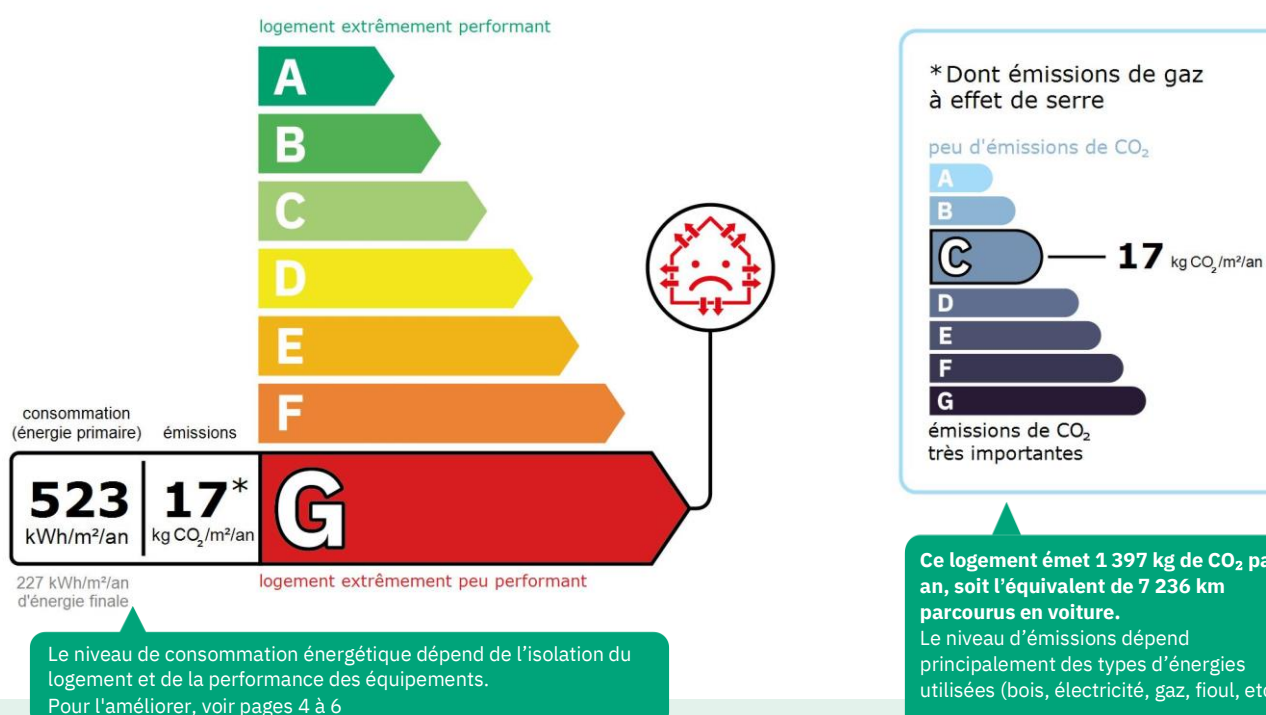 logement extrêmement performant
A
B
C
D
E
F
consommation
(énergie primaire)
émissions
523
kWh/m²/an
17*
kg CO₂/m²/an
G
227 kWh/m²/an
d'énergie finale
logement extrêmement peu performant
Le niveau de consommation énergétique dépend de l’isolation du
logement et de la performance des équipements.
Pour l'améliorer, voir pages 4 à 6
*Dont émissions de gaz
à effet de serre
peu d'émissions de CO₂
A
B
C
17 kg CO₂/m²/an
D
E
F
G
émissions de CO₂
très importantes
Ce logement émet 1 397 kg de CO₂ pa
an, soit l’équivalent de 7 236 km
parcourus en voiture.
Le niveau d’émissions dépend
principalement des types d’énergies
utilisées (bois, électricité, gaz, fioul, etc